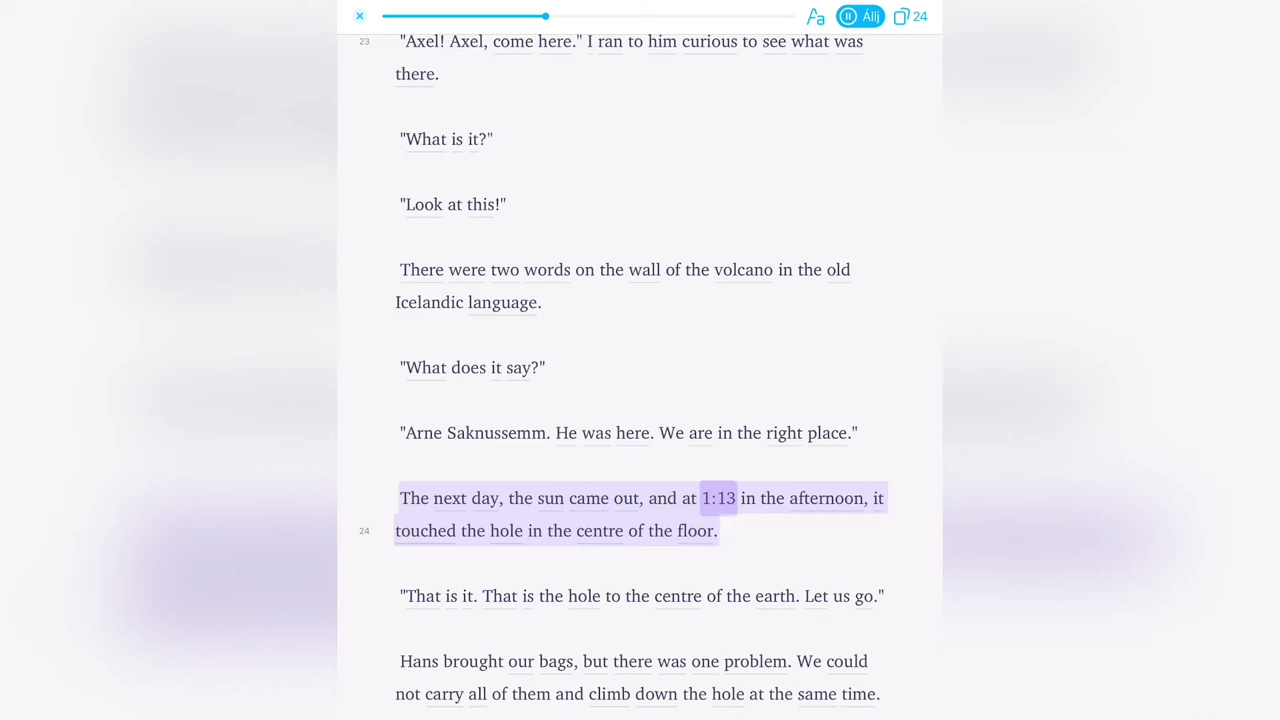 Állj
24
23
"Axel! Axel, come here." I ran to him curious to see what was
there.
"What is it?"
"Look at this!"
There were two words on the wall of the volcano in the old
Icelandic language.
"What does it say?"
"Arne Saknussemm. He was here. We are in the right place."
The next day, the sun came out, and at 1:13 in the afternoon, it
24
touched the hole in the centre of the floor.
"That is it. That is the hole to the centre of the earth. Let us go."
Hans brought our bags, but there was one problem. We could
not carry all of them and climb down the hole at the same time.